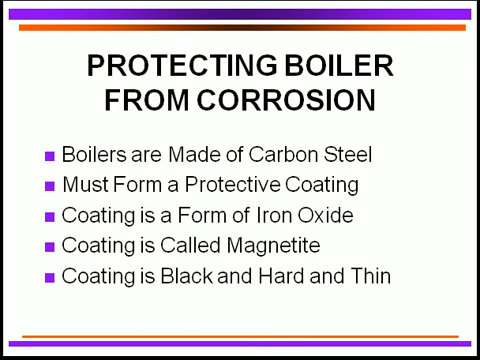 PROTECTING BOILER
FROM CORROSION
Boilers are Made of Carbon Steel
Must Form a Protective Coating
Coating is a Form of Iron Oxide
Coating is Called Magnetite
Coating is Black and Hard and Thin